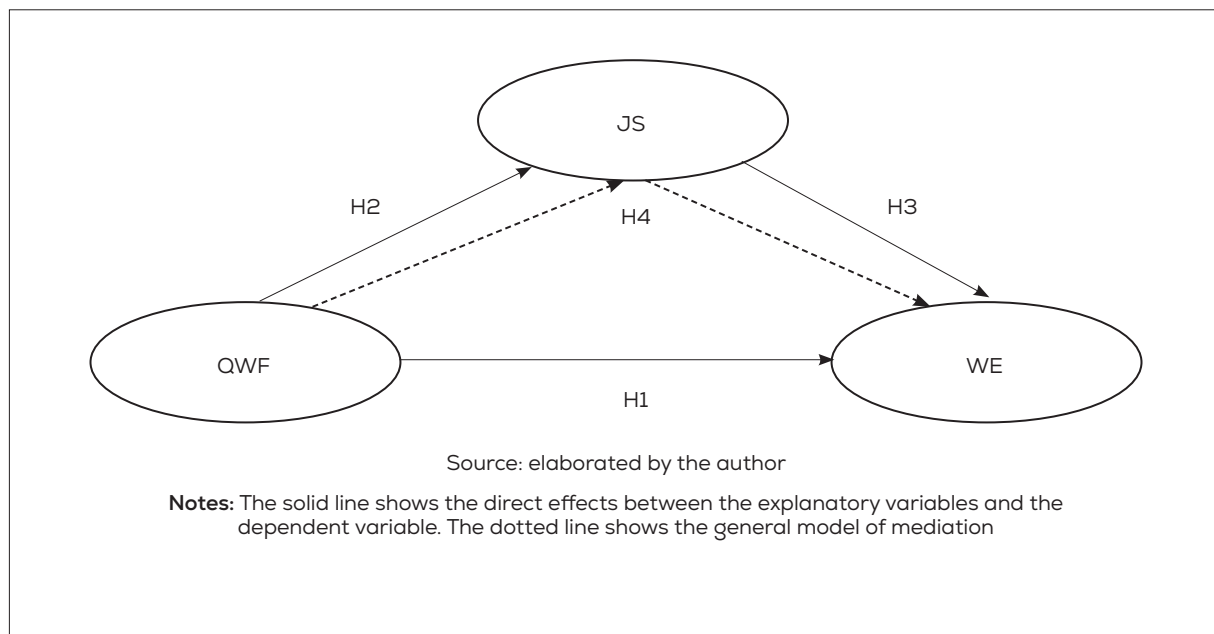 JS
H2
H4
H3
QWF
WE
H1
Source: elaborated by the author
Notes: The solid line shows the direct effects between the explanatory variables and the
dependent variable. The dotted line shows the general model of mediation